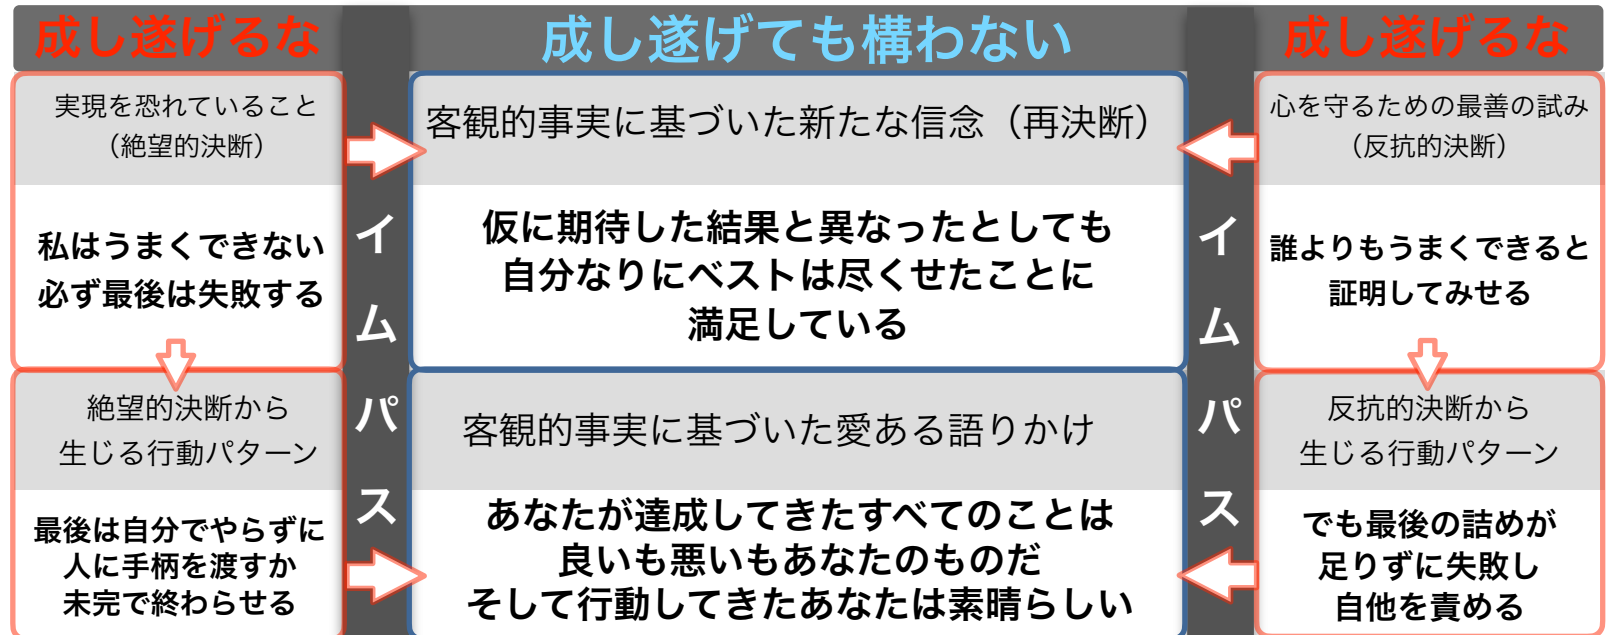 成し遂げるな
実現を恐れていること
（絶望的決断）
私はうまくできない
必ず最後は失敗する
絶望的決断から
生じる行動パターン
最後は自分でやらずに
人に手柄を渡すか
未完で終わらせる
イムパス
成し遂げても構わない
客観的事実に基づいた新たな信念（再決断）
仮に期待した結果と異なったとしても
自分なりにベストは尽くせたことに
満足している
客観的事実に基づいた愛ある語りかけ
あなたが達成してきたすべてのことは
良いも悪いもあなたのものだ
そして行動してきたあなたは素晴らしい
イムパス
成し遂げるな
心を守るための最善の試み
（反抗的決断）
誰よりもうまくできると
証明してみせる
反抗的決断から
生じる行動パターン
でも最後の詰めが
足りずに失敗し
自他を責める